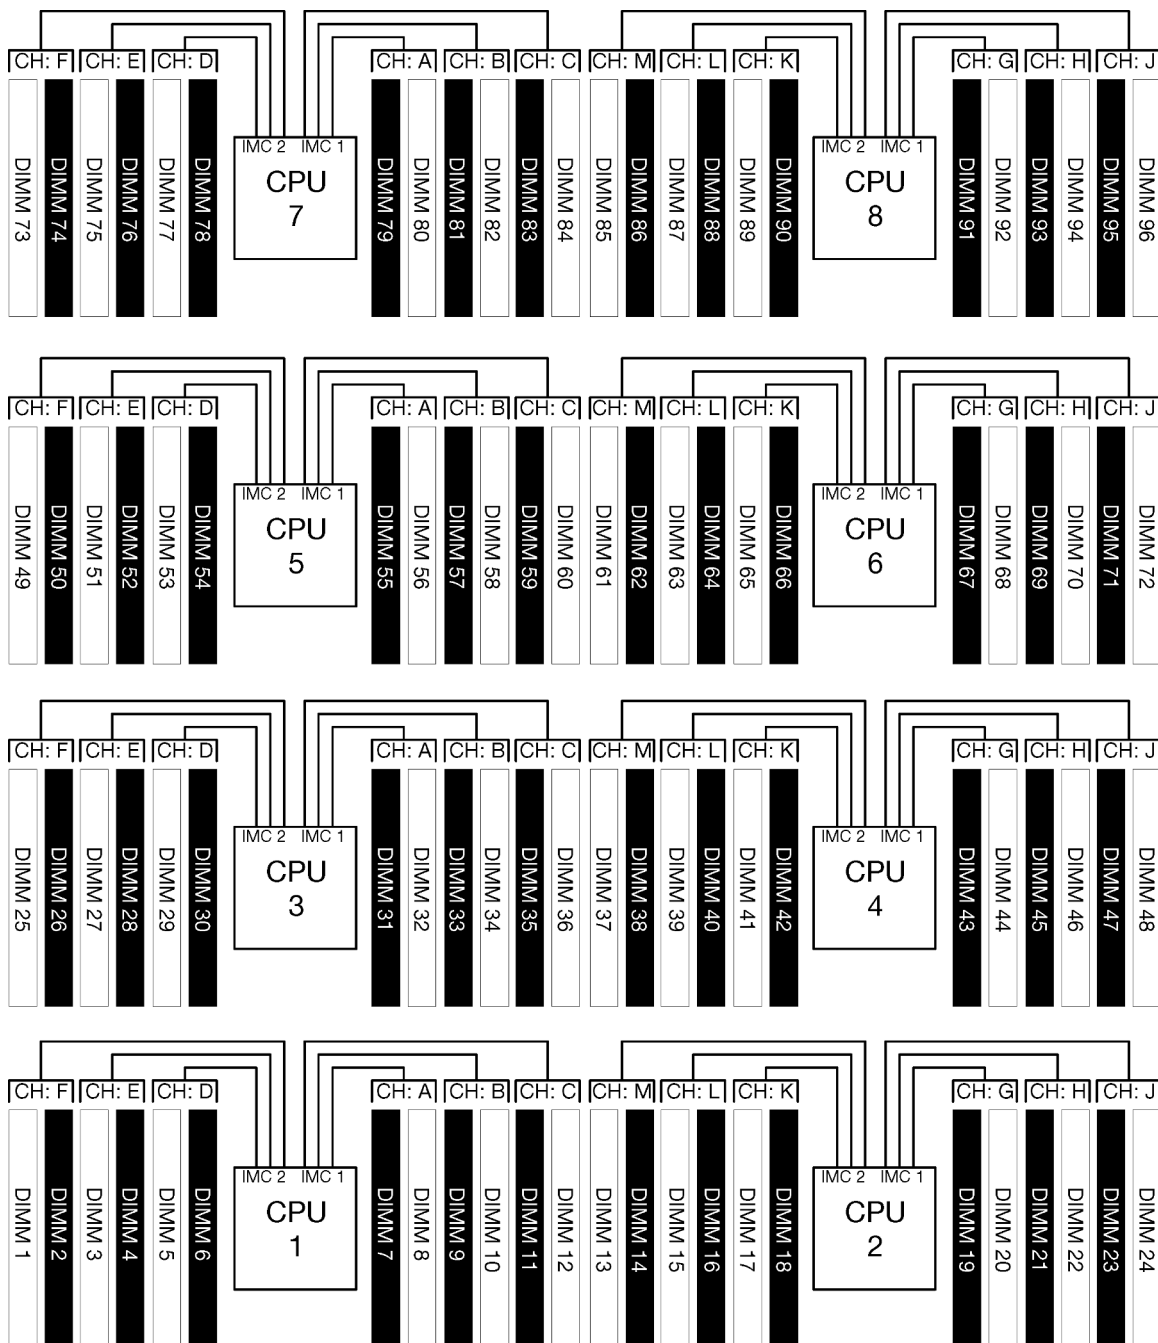 CH: F CH: E CH: D CH: A CH: B CH: C CH: M CH: L CH: K CH: G CH: H CH: J
IMC 2 IMC 1 IMC 2 IMC 1
CPU 7 CPU 8
DIMM 73 DIMM 74 DIMM 75 DIMM 76 DIMM 77 DIMM 78 DIMM 79 DIMM 80 DIMM 81 DIMM 82 DIMM 83 DIMM 84 DIMM 85 DIMM 86 DIMM 87 DIMM 88 DIMM 89 DIMM 90 DIMM 91 DIMM 92 DIMM 93 DIMM 94 DIMM 95 DIMM 96
CH: F CH: E CH: D CH: A CH: B CH: C CH: M CH: L CH: K CH: G CH: H CH: J
IMC 2 IMC 1 IMC 2 IMC 1
CPU 5 CPU 6
DIMM 49 DIMM 50 DIMM 51 DIMM 52 DIMM 53 DIMM 54 DIMM 55 DIMM 56 DIMM 57 DIMM 58 DIMM 59 DIMM 60 DIMM 61 DIMM 62 DIMM 63 DIMM 64 DIMM 65 DIMM 66 DIMM 67 DIMM 68 DIMM 69 DIMM 70 DIMM 71 DIMM 72
CH: F CH: E CH: D CH: A CH: B CH: C CH: M CH: L CH: K CH: G CH: H CH: J
IMC 2 IMC 1 IMC 2 IMC 1
CPU 3 CPU 4
DIMM 25 DIMM 26 DIMM 27 DIMM 28 DIMM 29 DIMM 30 DIMM 31 DIMM 32 DIMM 33 DIMM 34 DIMM 35 DIMM 36 DIMM 37 DIMM 38 DIMM 39 DIMM 40 DIMM 41 DIMM 42 DIMM 43 DIMM 44 DIMM 45 DIMM 46 DIMM 47 DIMM 48
CH: F CH: E CH: D CH: A CH: B CH: C CH: M CH: L CH: K CH: G CH: H CH: J
IMC 2 IMC 1 IMC 2 IMC 1
CPU 1 CPU 2
DIMM 1 DIMM 2 DIMM 3 DIMM 4 DIMM 5 DIMM 6 DIMM 7 DIMM 8 DIMM 9 DIMM 10 DIMM 11 DIMM 12 DIMM 13 DIMM 14 DIMM 15 DIMM 16 DIMM 17 DIMM 18 DIMM 19 DIMM 20 DIMM 21 DIMM 22 DIMM 23 DIMM 24